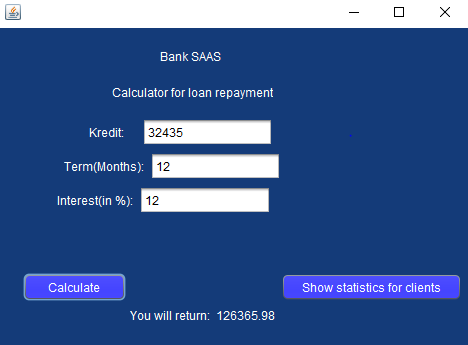 Bank SAAS
Calculator for loan repayment
Kredit: 32435
Term(Months): 12
Interest(in %): 12
Calculate Show statistics for clients
You will return: 126365.98